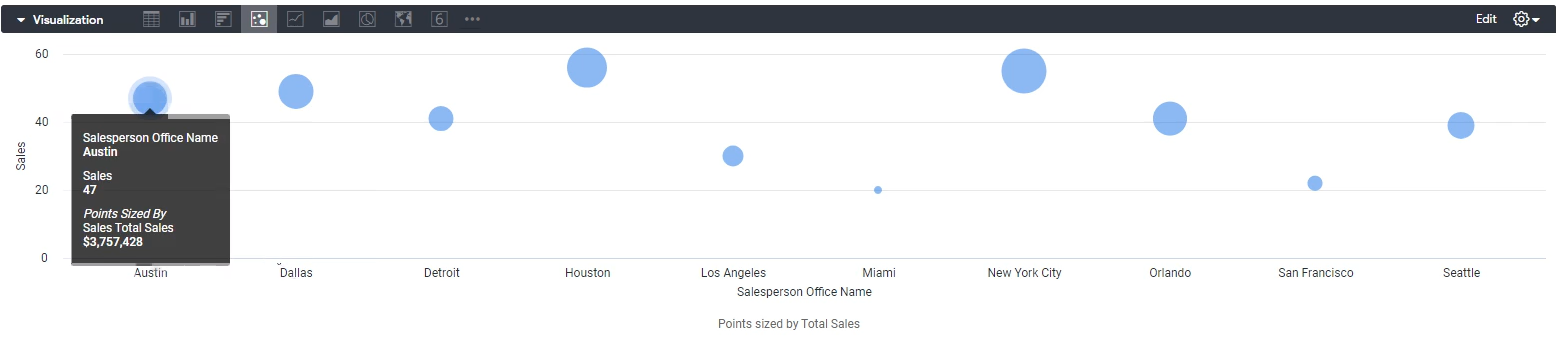 Visualization
6
Edit
60
40
20
0
Sales
Salesperson Office Name
Austin
Sales
47
Points Sized By
Sales Total Sales
$3,757,428
Austin
Dallas
Detroit
Houston
Los Angeles
Miami
New York City
Orlando
San Francisco
Seattle
Salesperson Office Name
Points sized by Total Sales